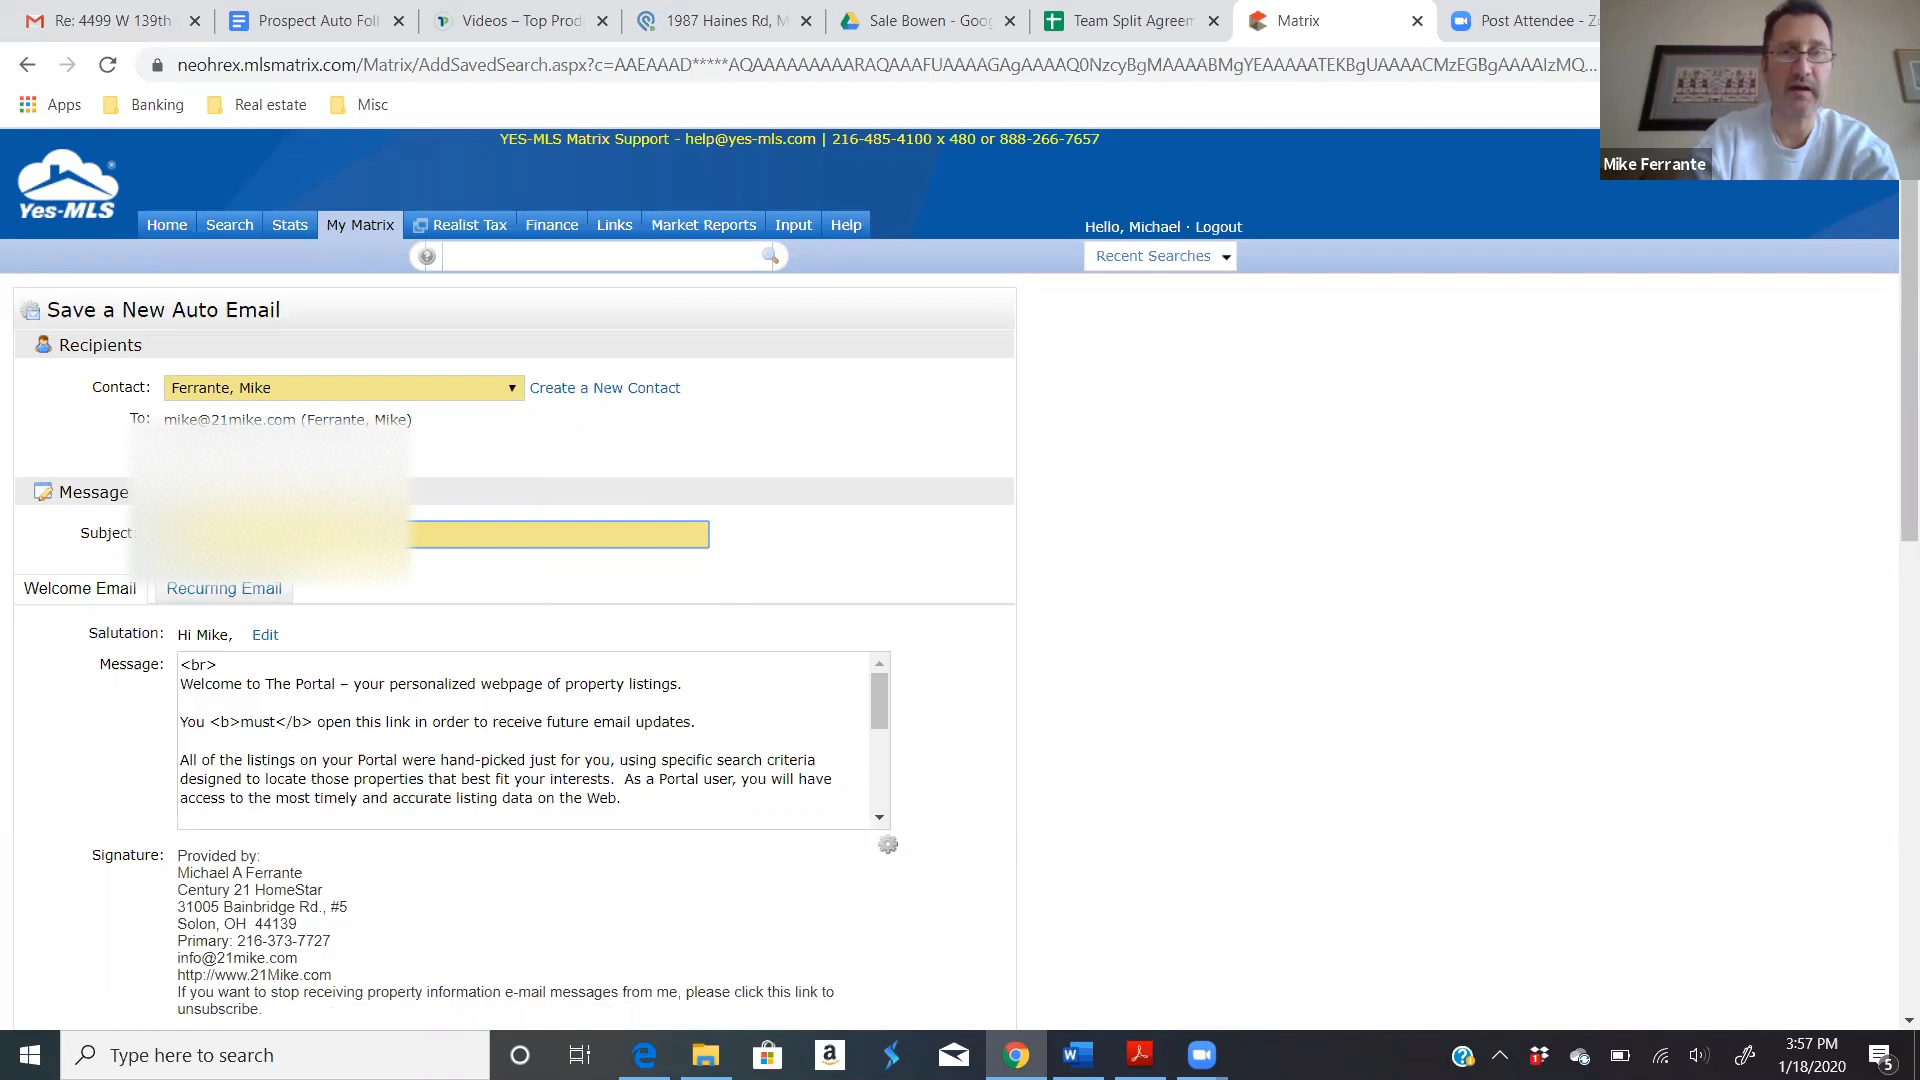 Re: 4499 W 139th
Prospect Auto Foll
Videos – Top Prod
1987 Haines Rd, M
Sale Bowen - Goog
Team Split Agreem
Matrix
Post Attendee - Zo
neohrex.mlsmatrix.com/Matrix/AddSavedSearch.aspx?c=AAEAAAD*****AQAAAAAAAAARAQAAAFUAAAAGAgAAAAQ0NzcyBgMAAAABMgYEAAAAATEKBgUAAAACMzEGBgAAAAIzMQ...
Apps
Banking
Real estate
Misc
Mike Ferrante
YES-MLS Matrix Support - help@yes-mls.com | 216-485-4100 x 480 or 888-266-7657
Yes-MLS
Home
Search
Stats
My Matrix
Realist Tax
Finance
Links
Market Reports
Input
Help
Hello, Michael · Logout
Recent Searches
Save a New Auto Email
Recipients
Contact: Ferrante, Mike Create a New Contact
To: mike@21mike.com (Ferrante, Mike)
Message
Subject:
Welcome Email
Recurring Email
Salutation: Hi Mike, Edit
Message: <br>
Welcome to The Portal – your personalized webpage of property listings.
You <b>must</b> open this link in order to receive future email updates.
All of the listings on your Portal were hand-picked just for you, using specific search criteria
designed to locate those properties that best fit your interests. As a Portal user, you will have
access to the most timely and accurate listing data on the Web.
Signature: Provided by:
Michael A Ferrante
Century 21 HomeStar
31005 Bainbridge Rd., #5
Solon, OH 44139
Primary: 216-373-7727
info@21mike.com
http://www.21Mike.com
If you want to stop receiving property information e-mail messages from me, please click this link to
unsubscribe.
Type here to search
3:57 PM
1/18/2020
5